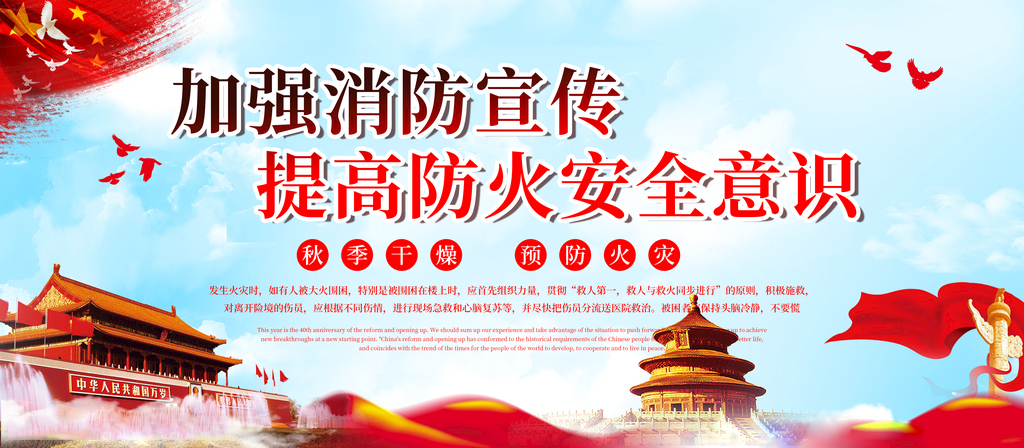 加强消防宣传
提高防火安全意识
秋季干燥 预防火灾
发生火灾时，如有人被大火围困，特别是被围困在楼上时，应首先组织力量，贯彻“救人第一，救人与救火同步进行”的原则，积极施救，
对离开险境的伤员，应根据不同伤情，进行现场急救和心脑复苏等，并尽快把伤员分流送医院救治。被困者 保持头脑冷静，不要慌
This year is the 40th anniversary of the reform and opening up. We should sum up our experience and take advantage of the situation to push forward up to achieve
new breakthroughs at a new starting point. "China's reform and opening up has conformed to the historical requirements of the Chinese people life,
and coincides with the trend of the times for the people of the world to develop, to cooperate and to live in peace.
中华人民共和国万岁